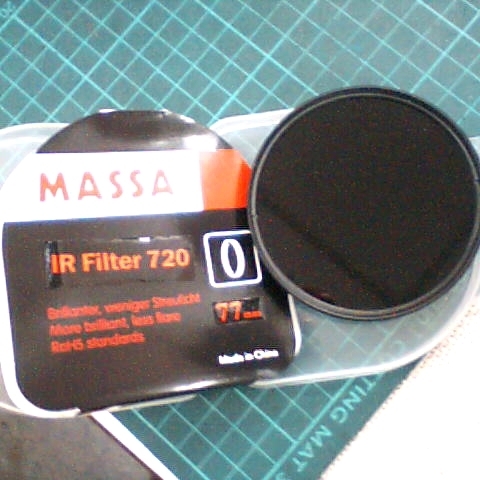 MASSA
IR Filter 720
0
Brillanter, weniger Streulicht
More brilliant, less flare
RoHS standards
77mm
Made in China
CUTTING MAT